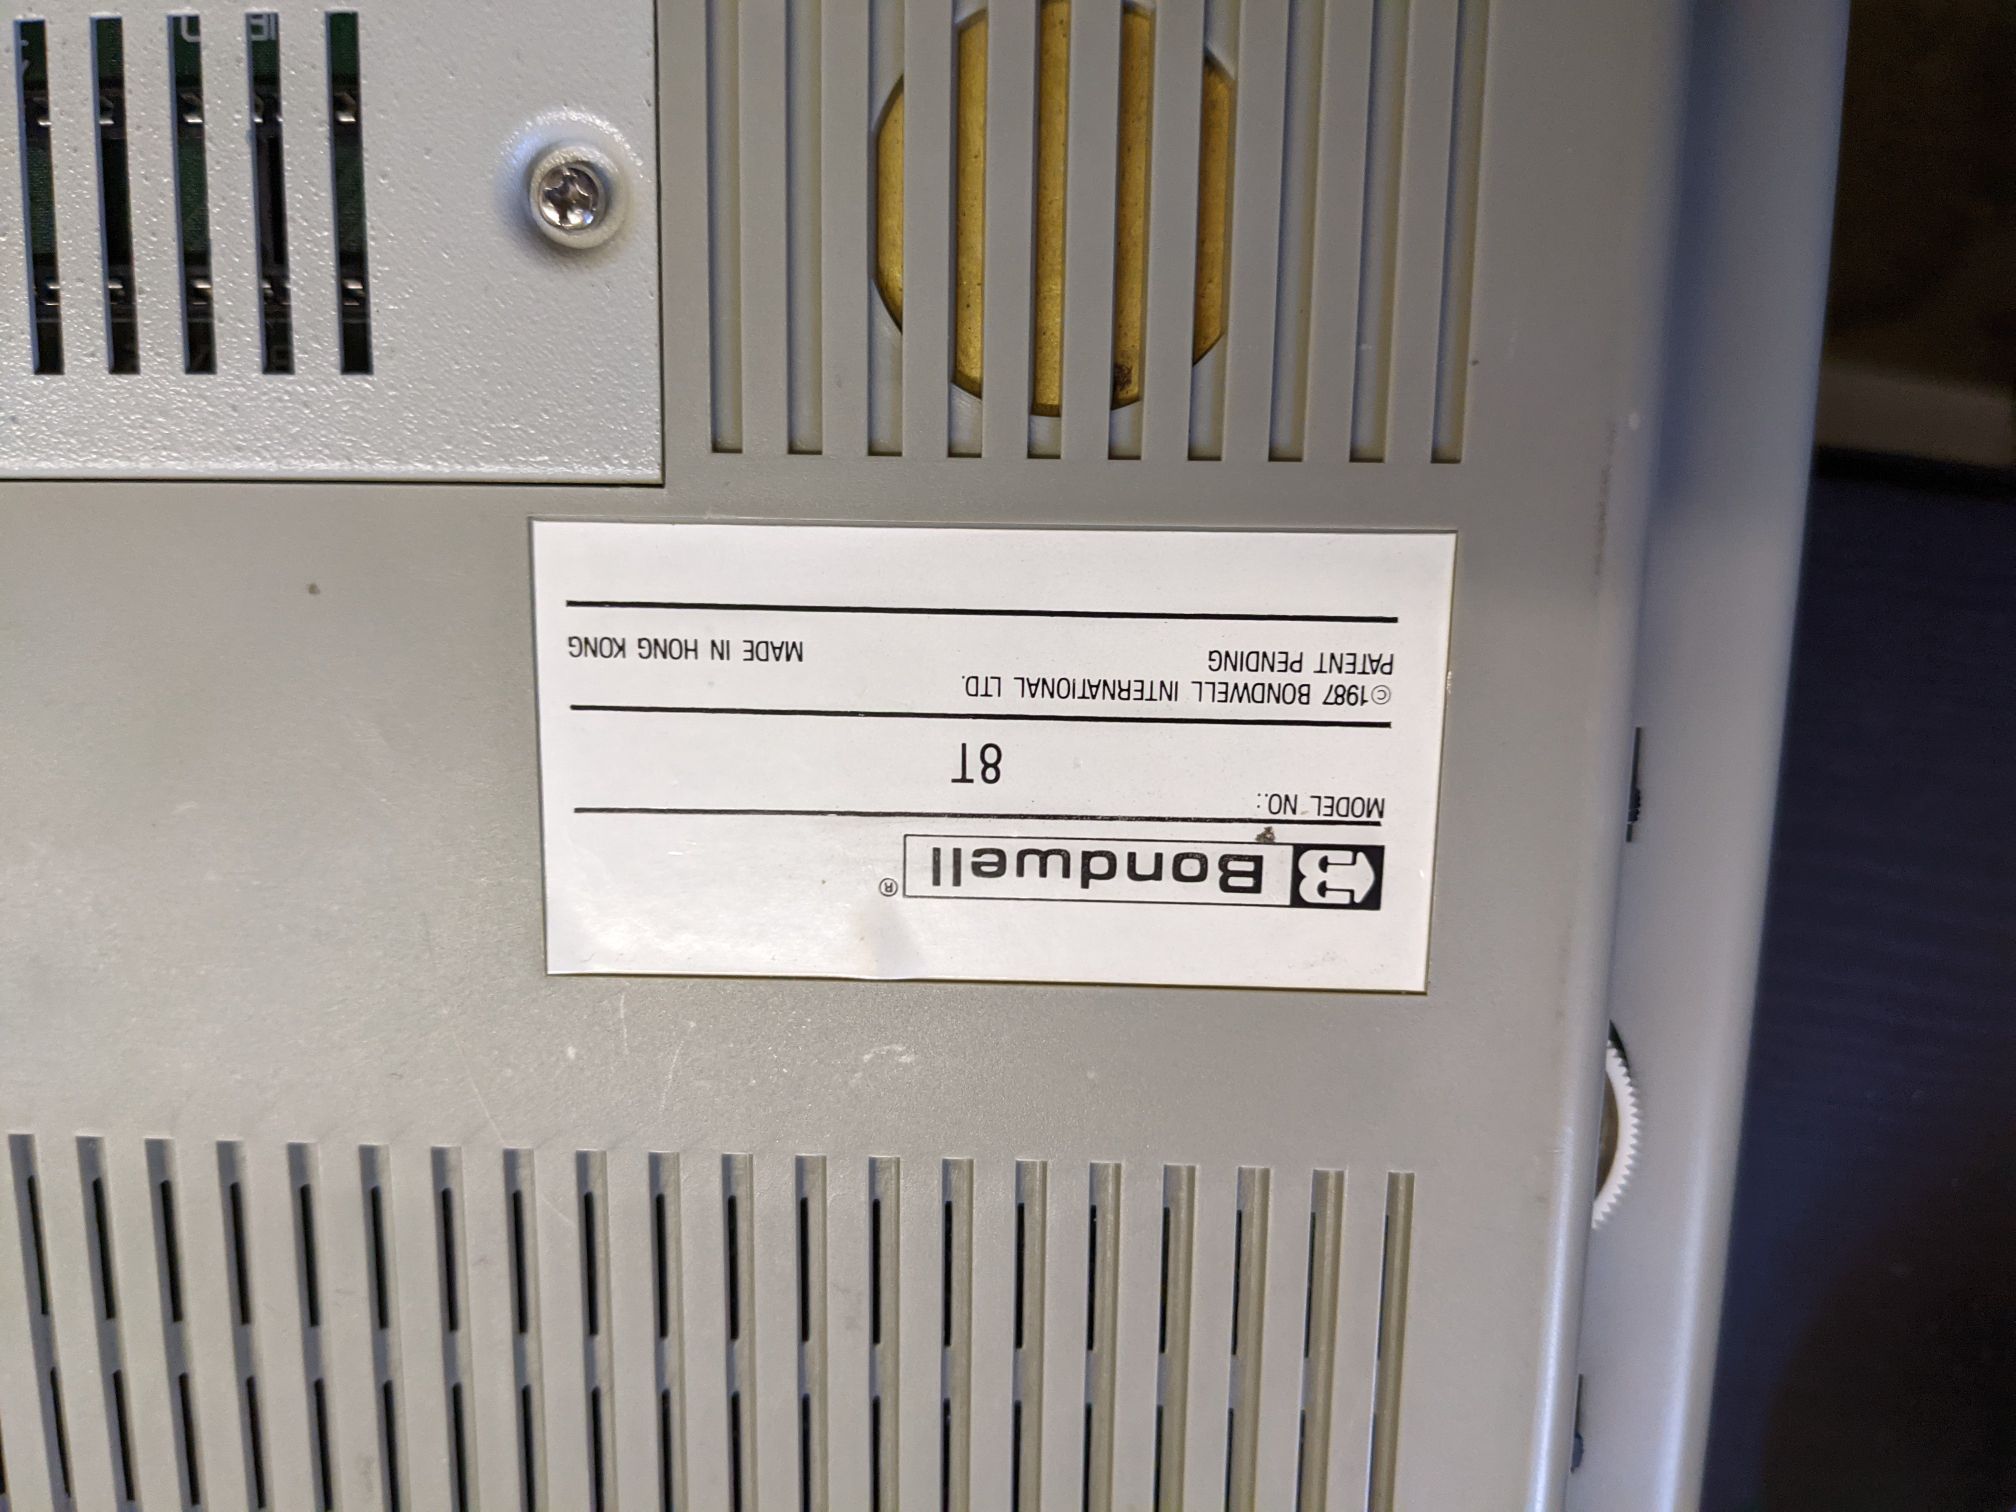 Bondwell®
MODEL NO.:
8T
©1987 BONDWELL INTERNATIONAL LTD.
PATENT PENDING MADE IN HONG KONG